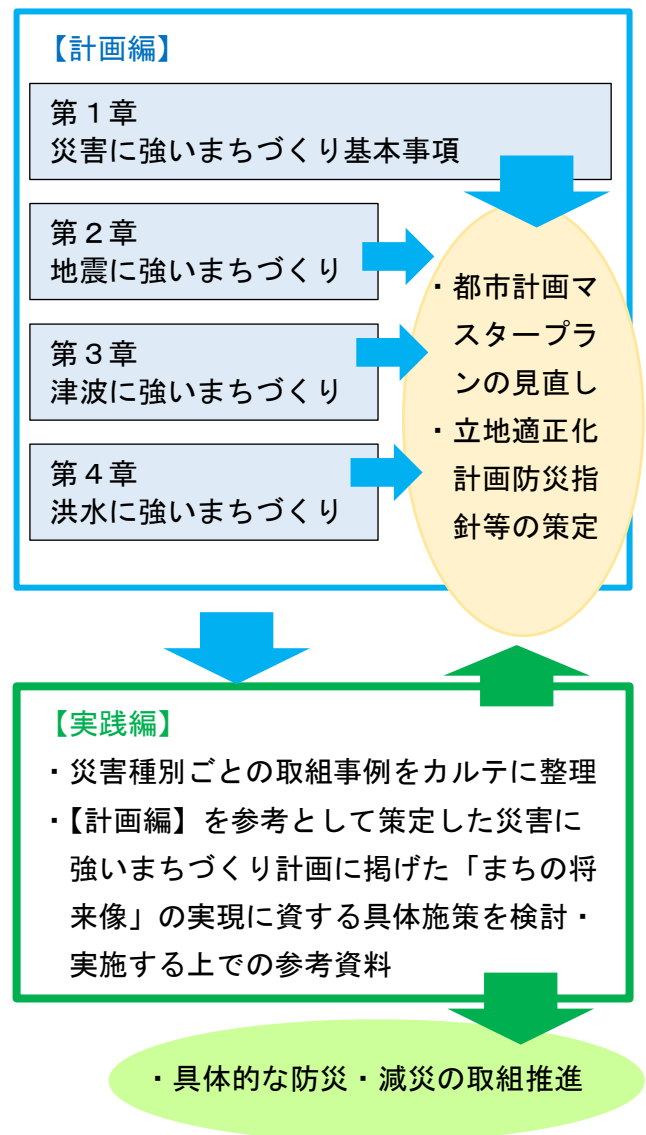 【計画編】
第１章
災害に強いまちづくり基本事項
第２章
地震に強いまちづくり
第３章
津波に強いまちづくり
第４章
洪水に強いまちづくり
・都市計画マ
スタープラ
ンの見直し
・立地適正化
計画防災指
針等の策定
【実践編】
・災害種別ごとの取組事例をカルテに整理
・【計画編】を参考として策定した災害に
強いまちづくり計画に掲げた「まちの将
来像」の実現に資する具体施策を検討・
実施する上での参考資料
・具体的な防災・減災の取組推進